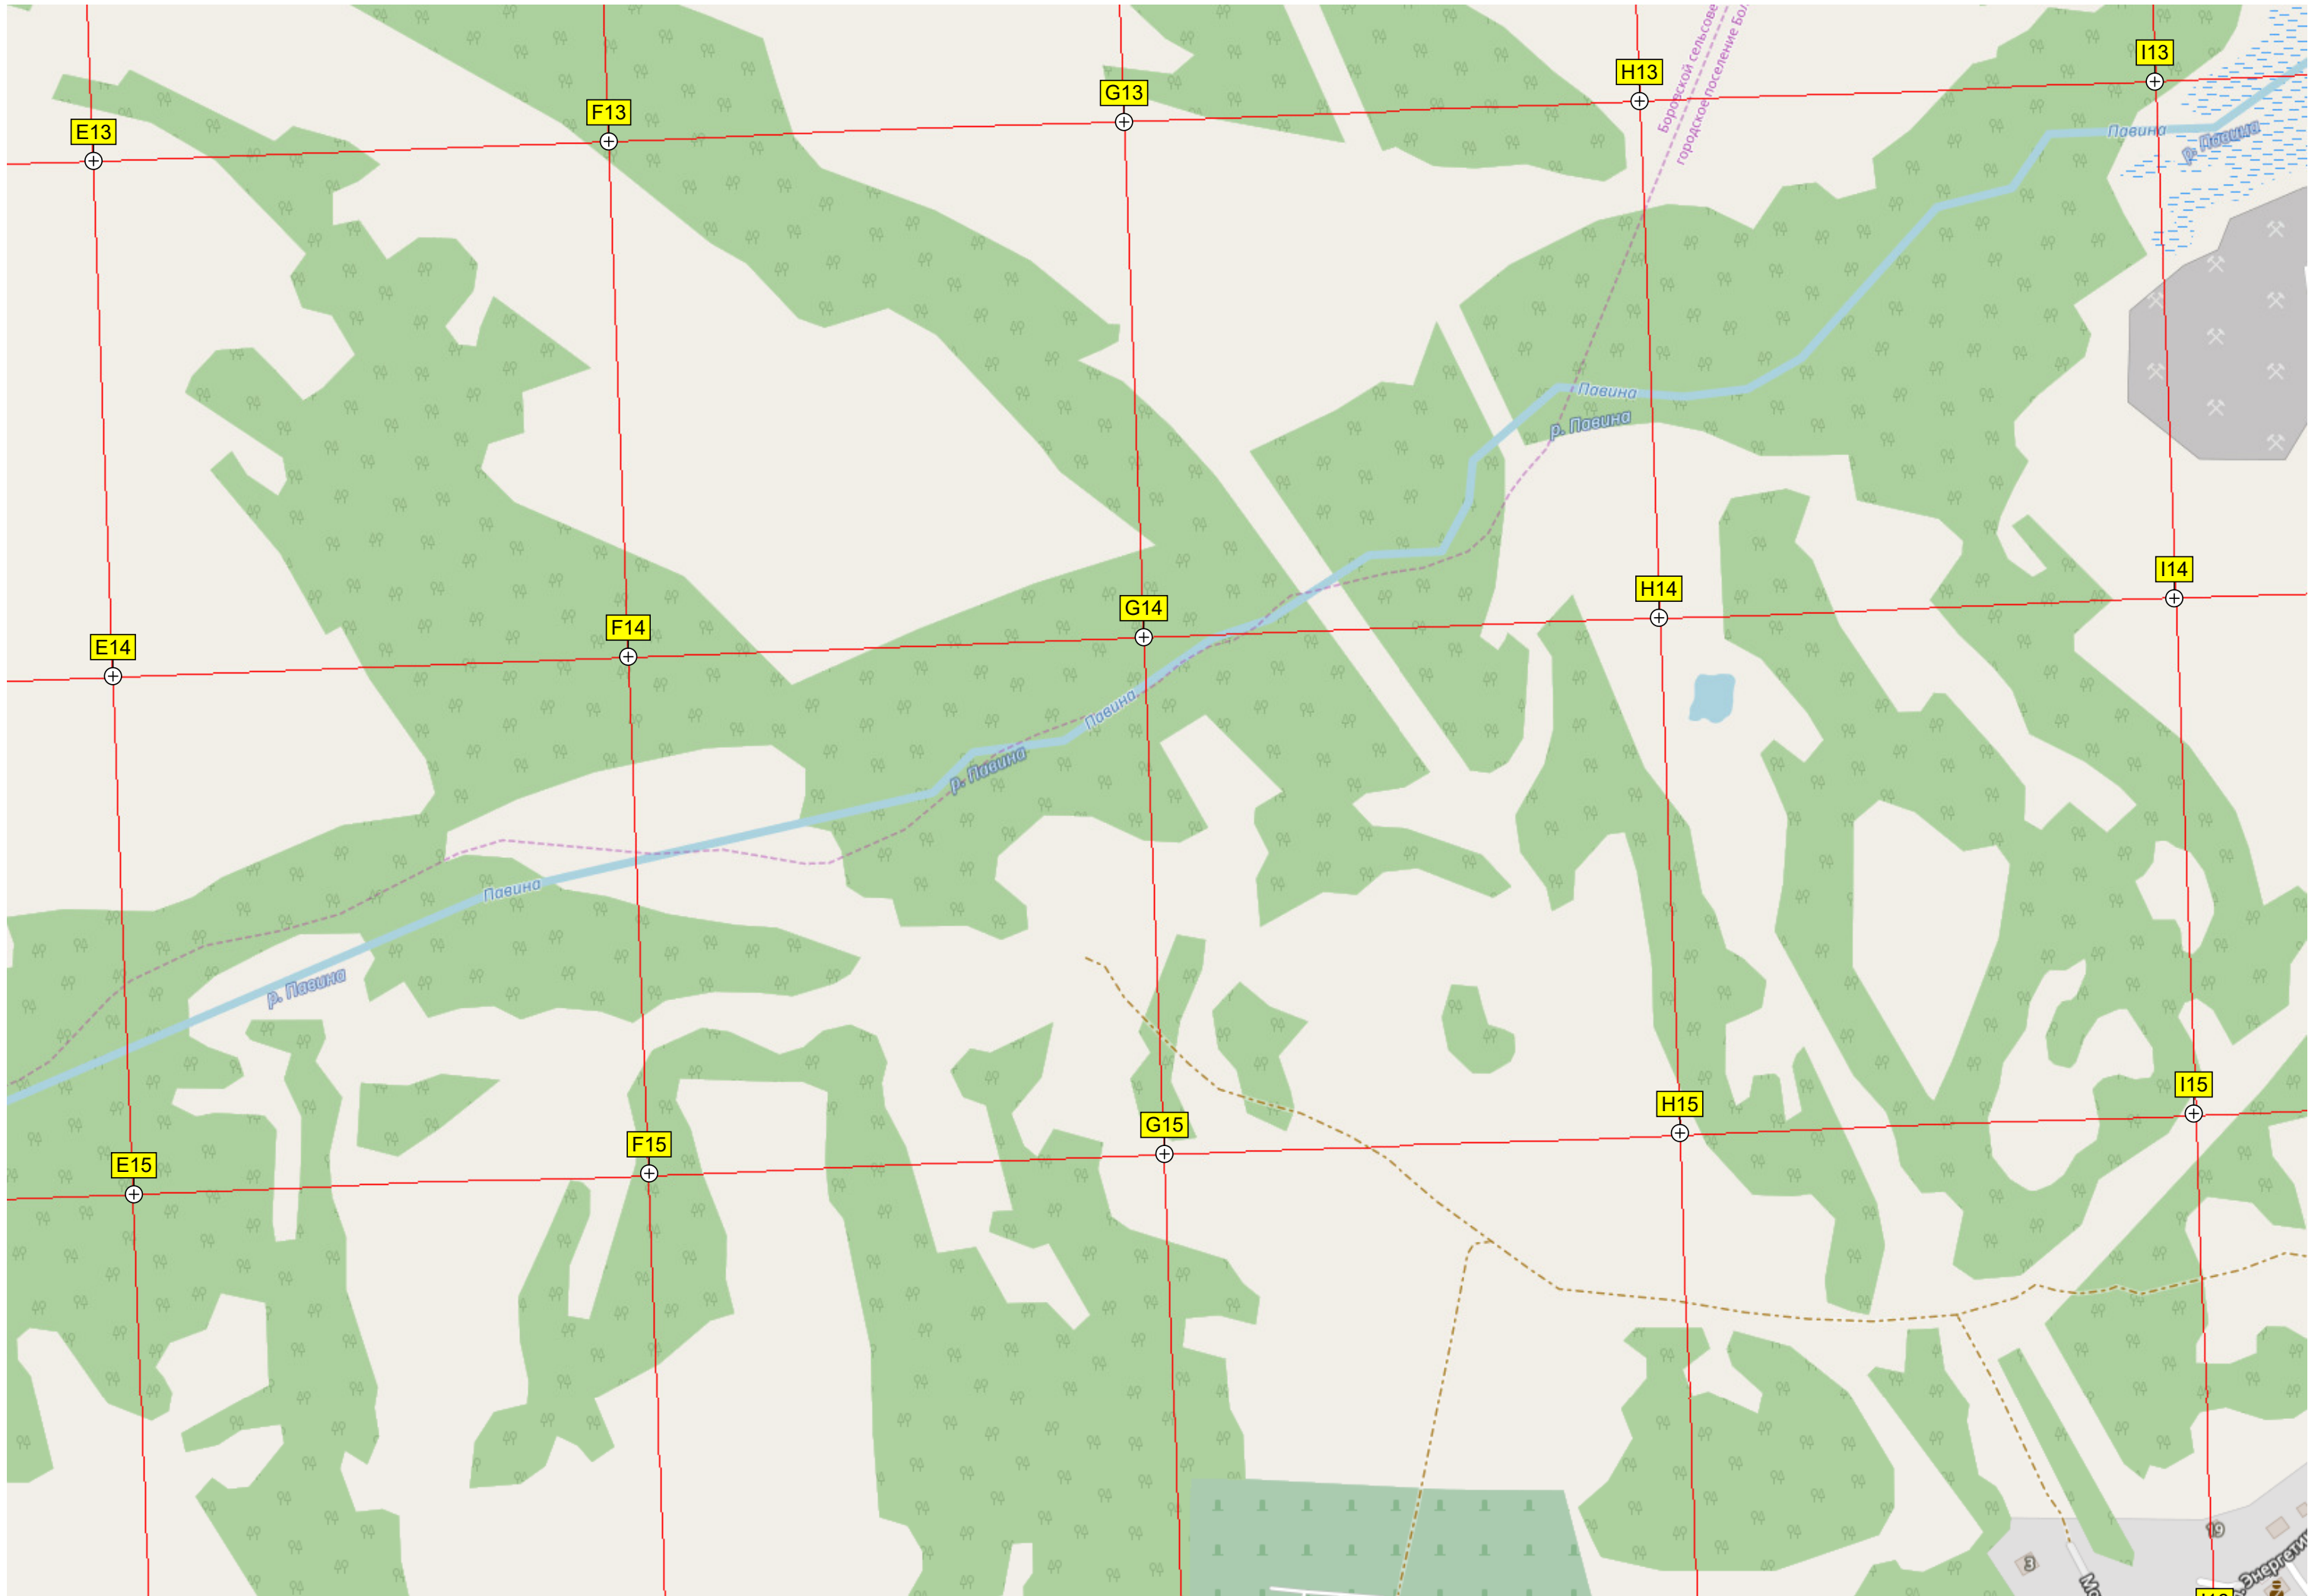 Боровской сельсове
городское поселение Бол
I13
H13
G13
F13
E13
Павина
р. Павина
Павина
р. Павина
I14
H14
G14
F14
E14
Павина
р. Павина
Павина
р. Павина
I15
H15
G15
F15
E15
19
3